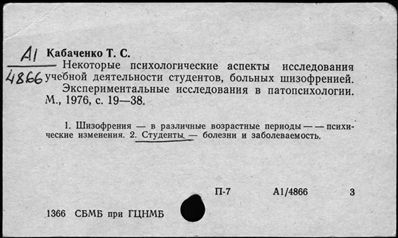 А1
4866
Кабаченко Т. С.
Некоторые психологические аспекты исследования
учебной деятельности студентов, больных шизофренией.
Экспериментальные исследования в патопсихологии.
М., 1976, с. 19—38.
1. Шизофрения — в различные возрастные периоды — — психи-
ческие изменения. 2. Студенты — болезни и заболеваемость.
П-7 А1/4866 3
1366 СБМБ при ГЦНМБ